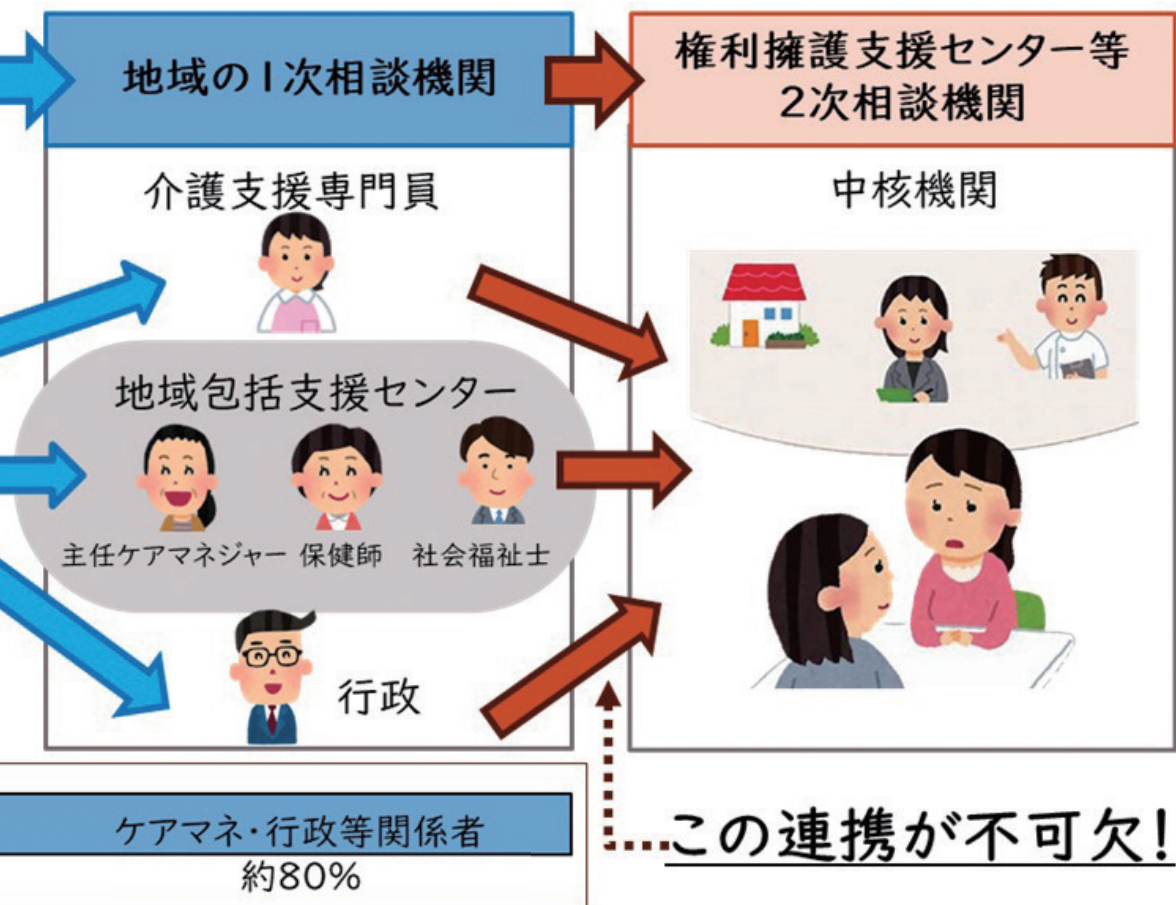 地域の1次相談機関
権利擁護支援センター等
2次相談機関
介護支援専門員
中核機関
地域包括支援センター
主任ケアマネジャー 保健師 社会福祉士
行政
ケアマネ・行政等関係者
約80%
この連携が不可欠!